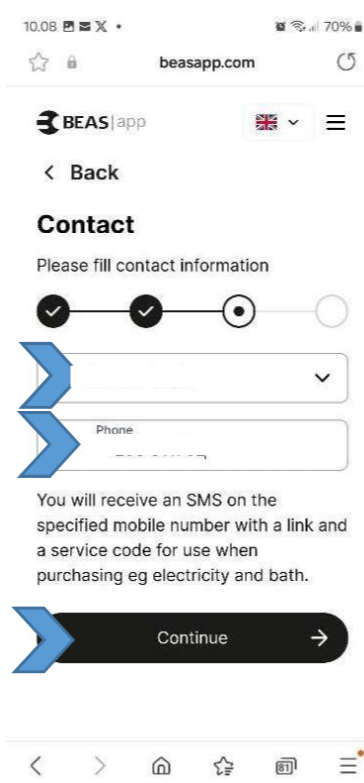 10.08
70%
beasapp.com
BEAS|app
Back
Contact
Please fill contact information
Phone
You will receive an SMS on the
specified mobile number with a link and
a service code for use when
purchasing eg electricity and bath.
Continue
81